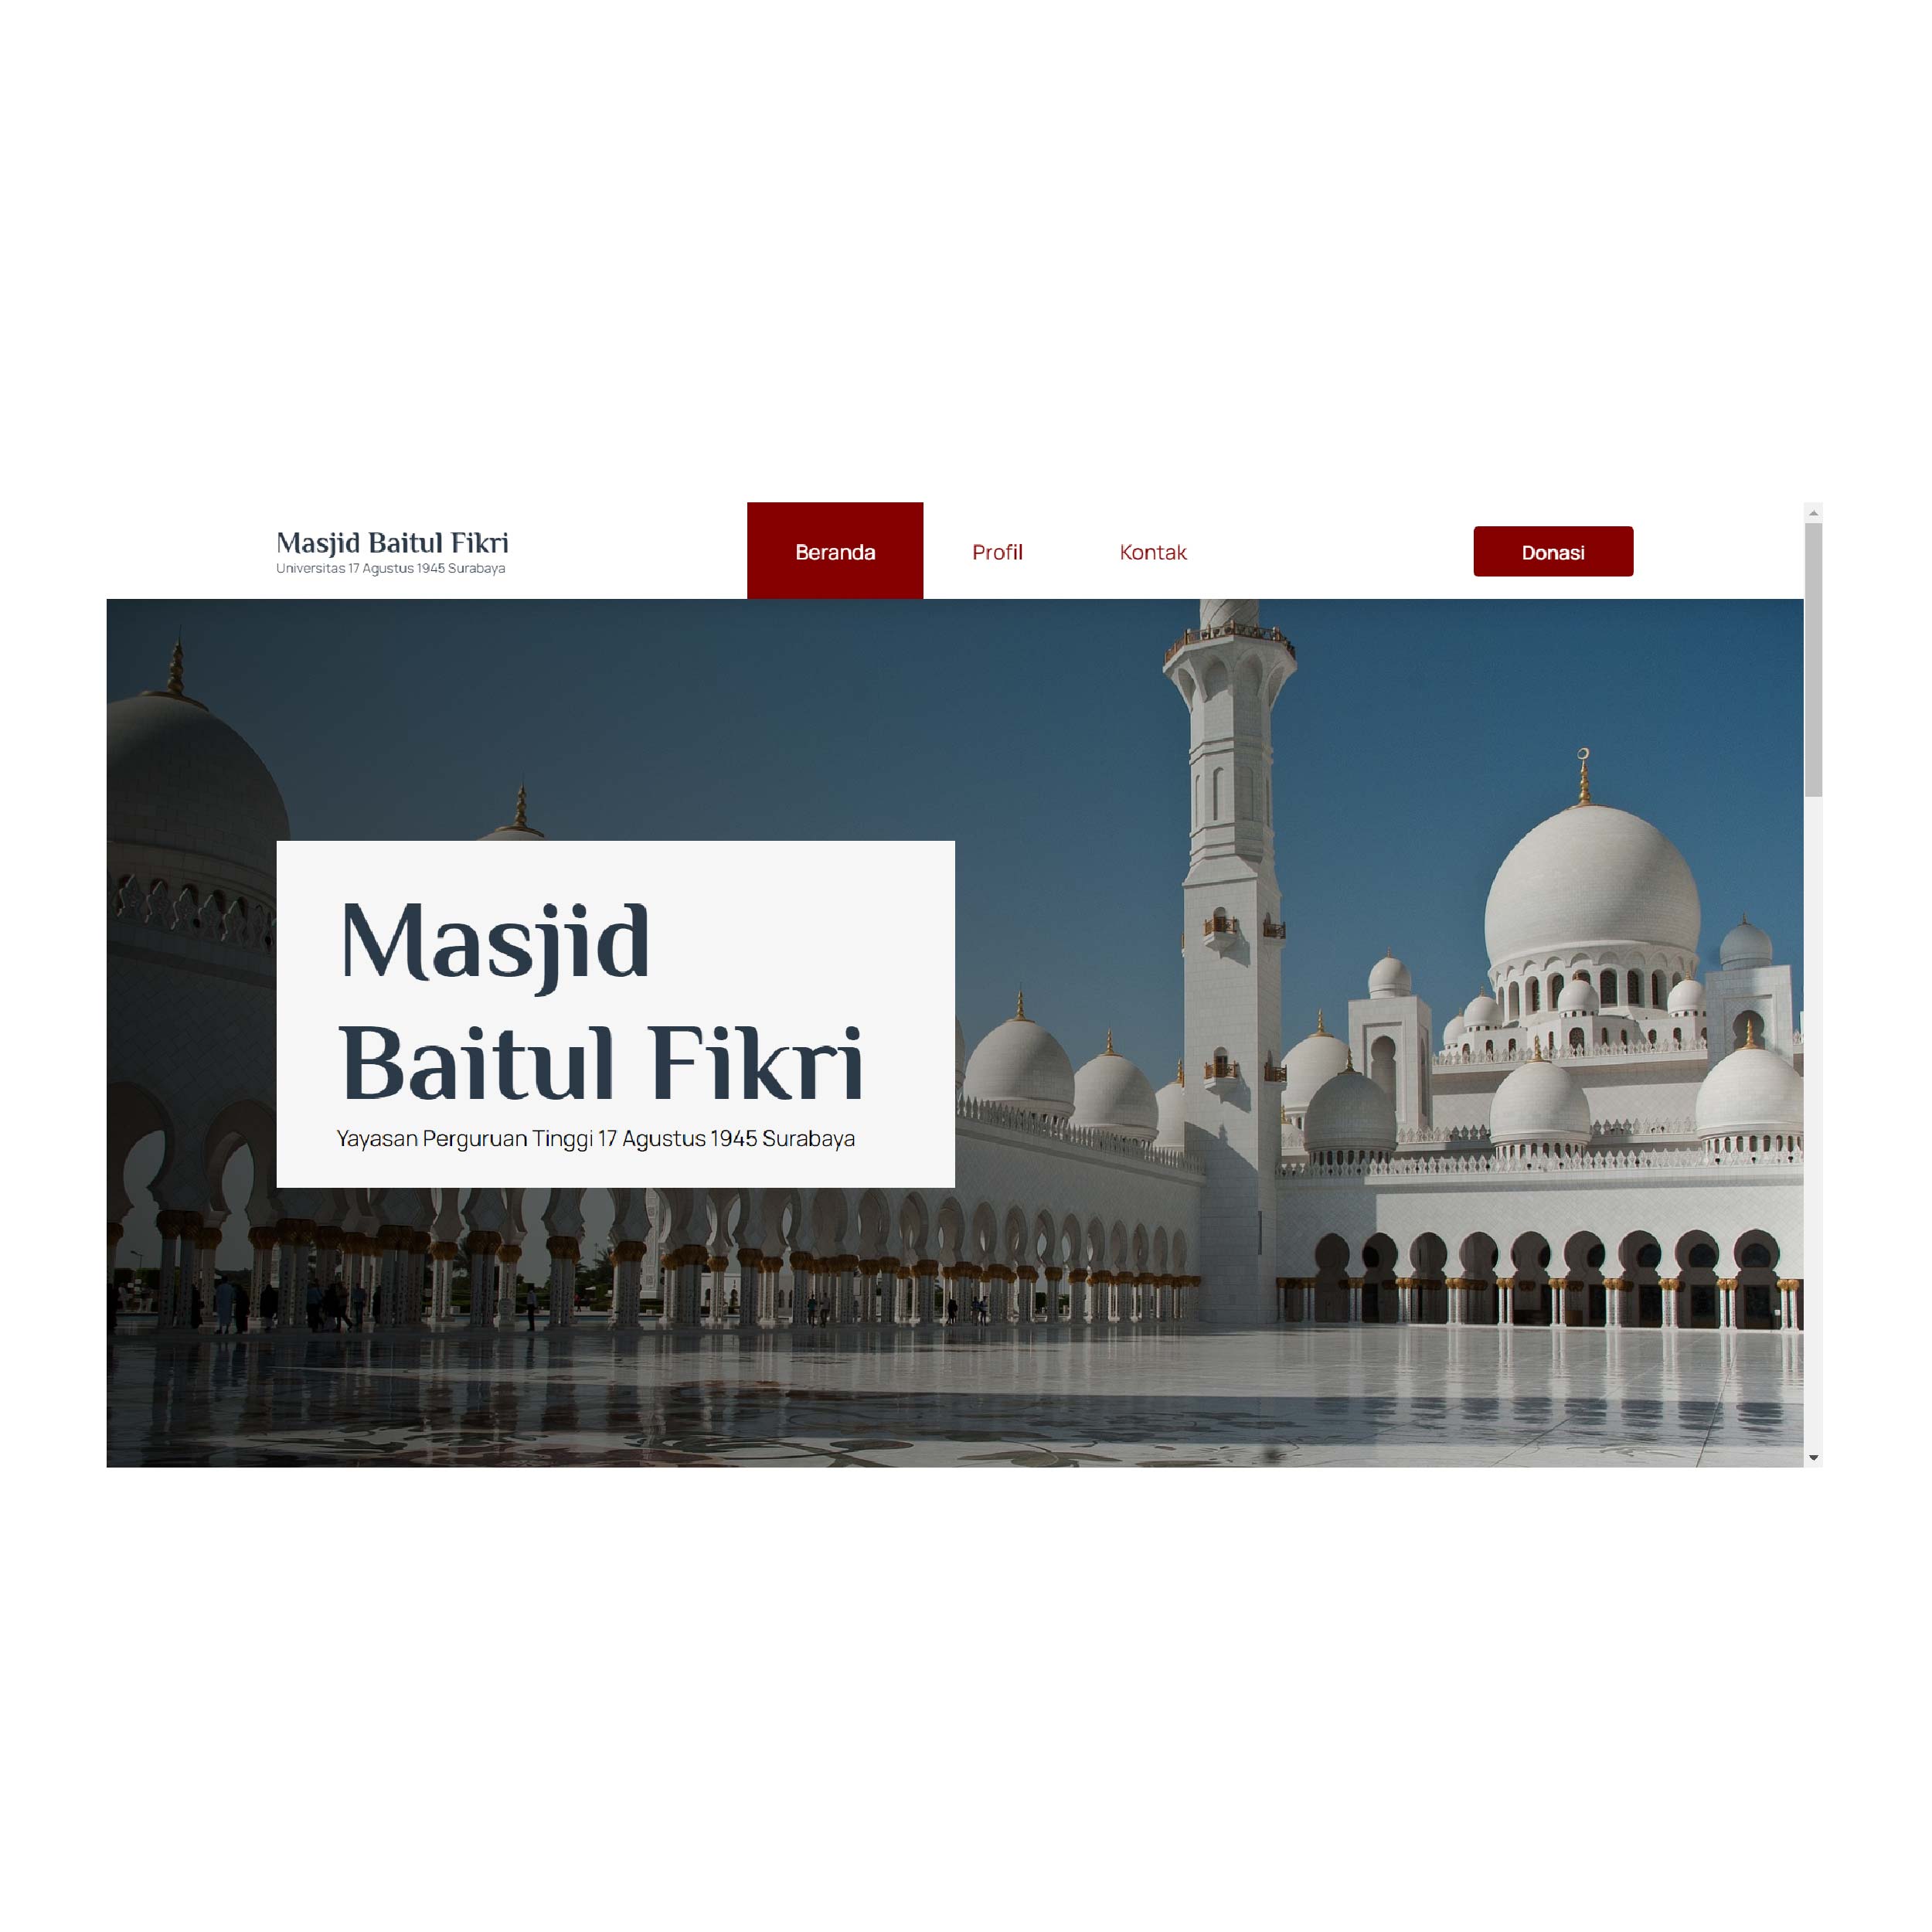 Masjid Baitul Fikri
Universitas 17 Agustus 1945 Surabaya
Beranda
Profil
Kontak
Donasi
Masjid
Baitul Fikri
Yayasan Perguruan Tinggi 17 Agustus 1945 Surabaya